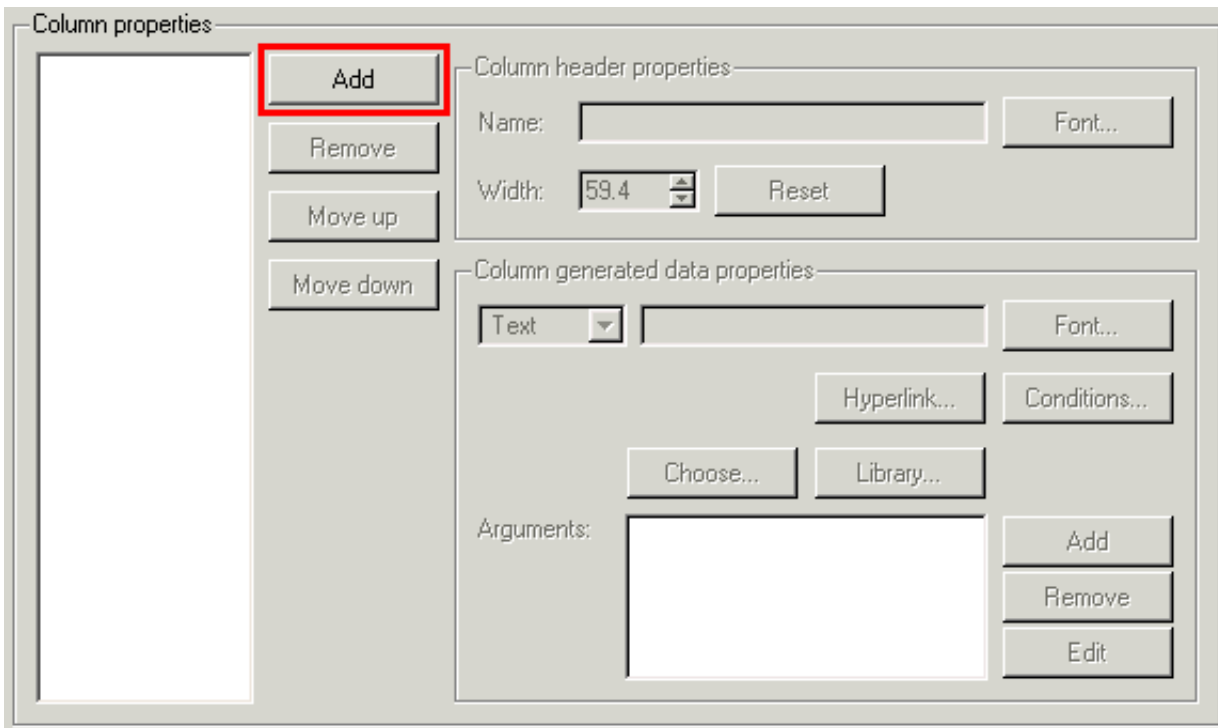 Column properties
Add
Remove
Move up
Move down
Column header properties
Name:
Font...
Width:
59.4
Reset
Column generated data properties
Text
Font...
Hyperlink...
Conditions...
Choose...
Library...
Arguments:
Add
Remove
Edit